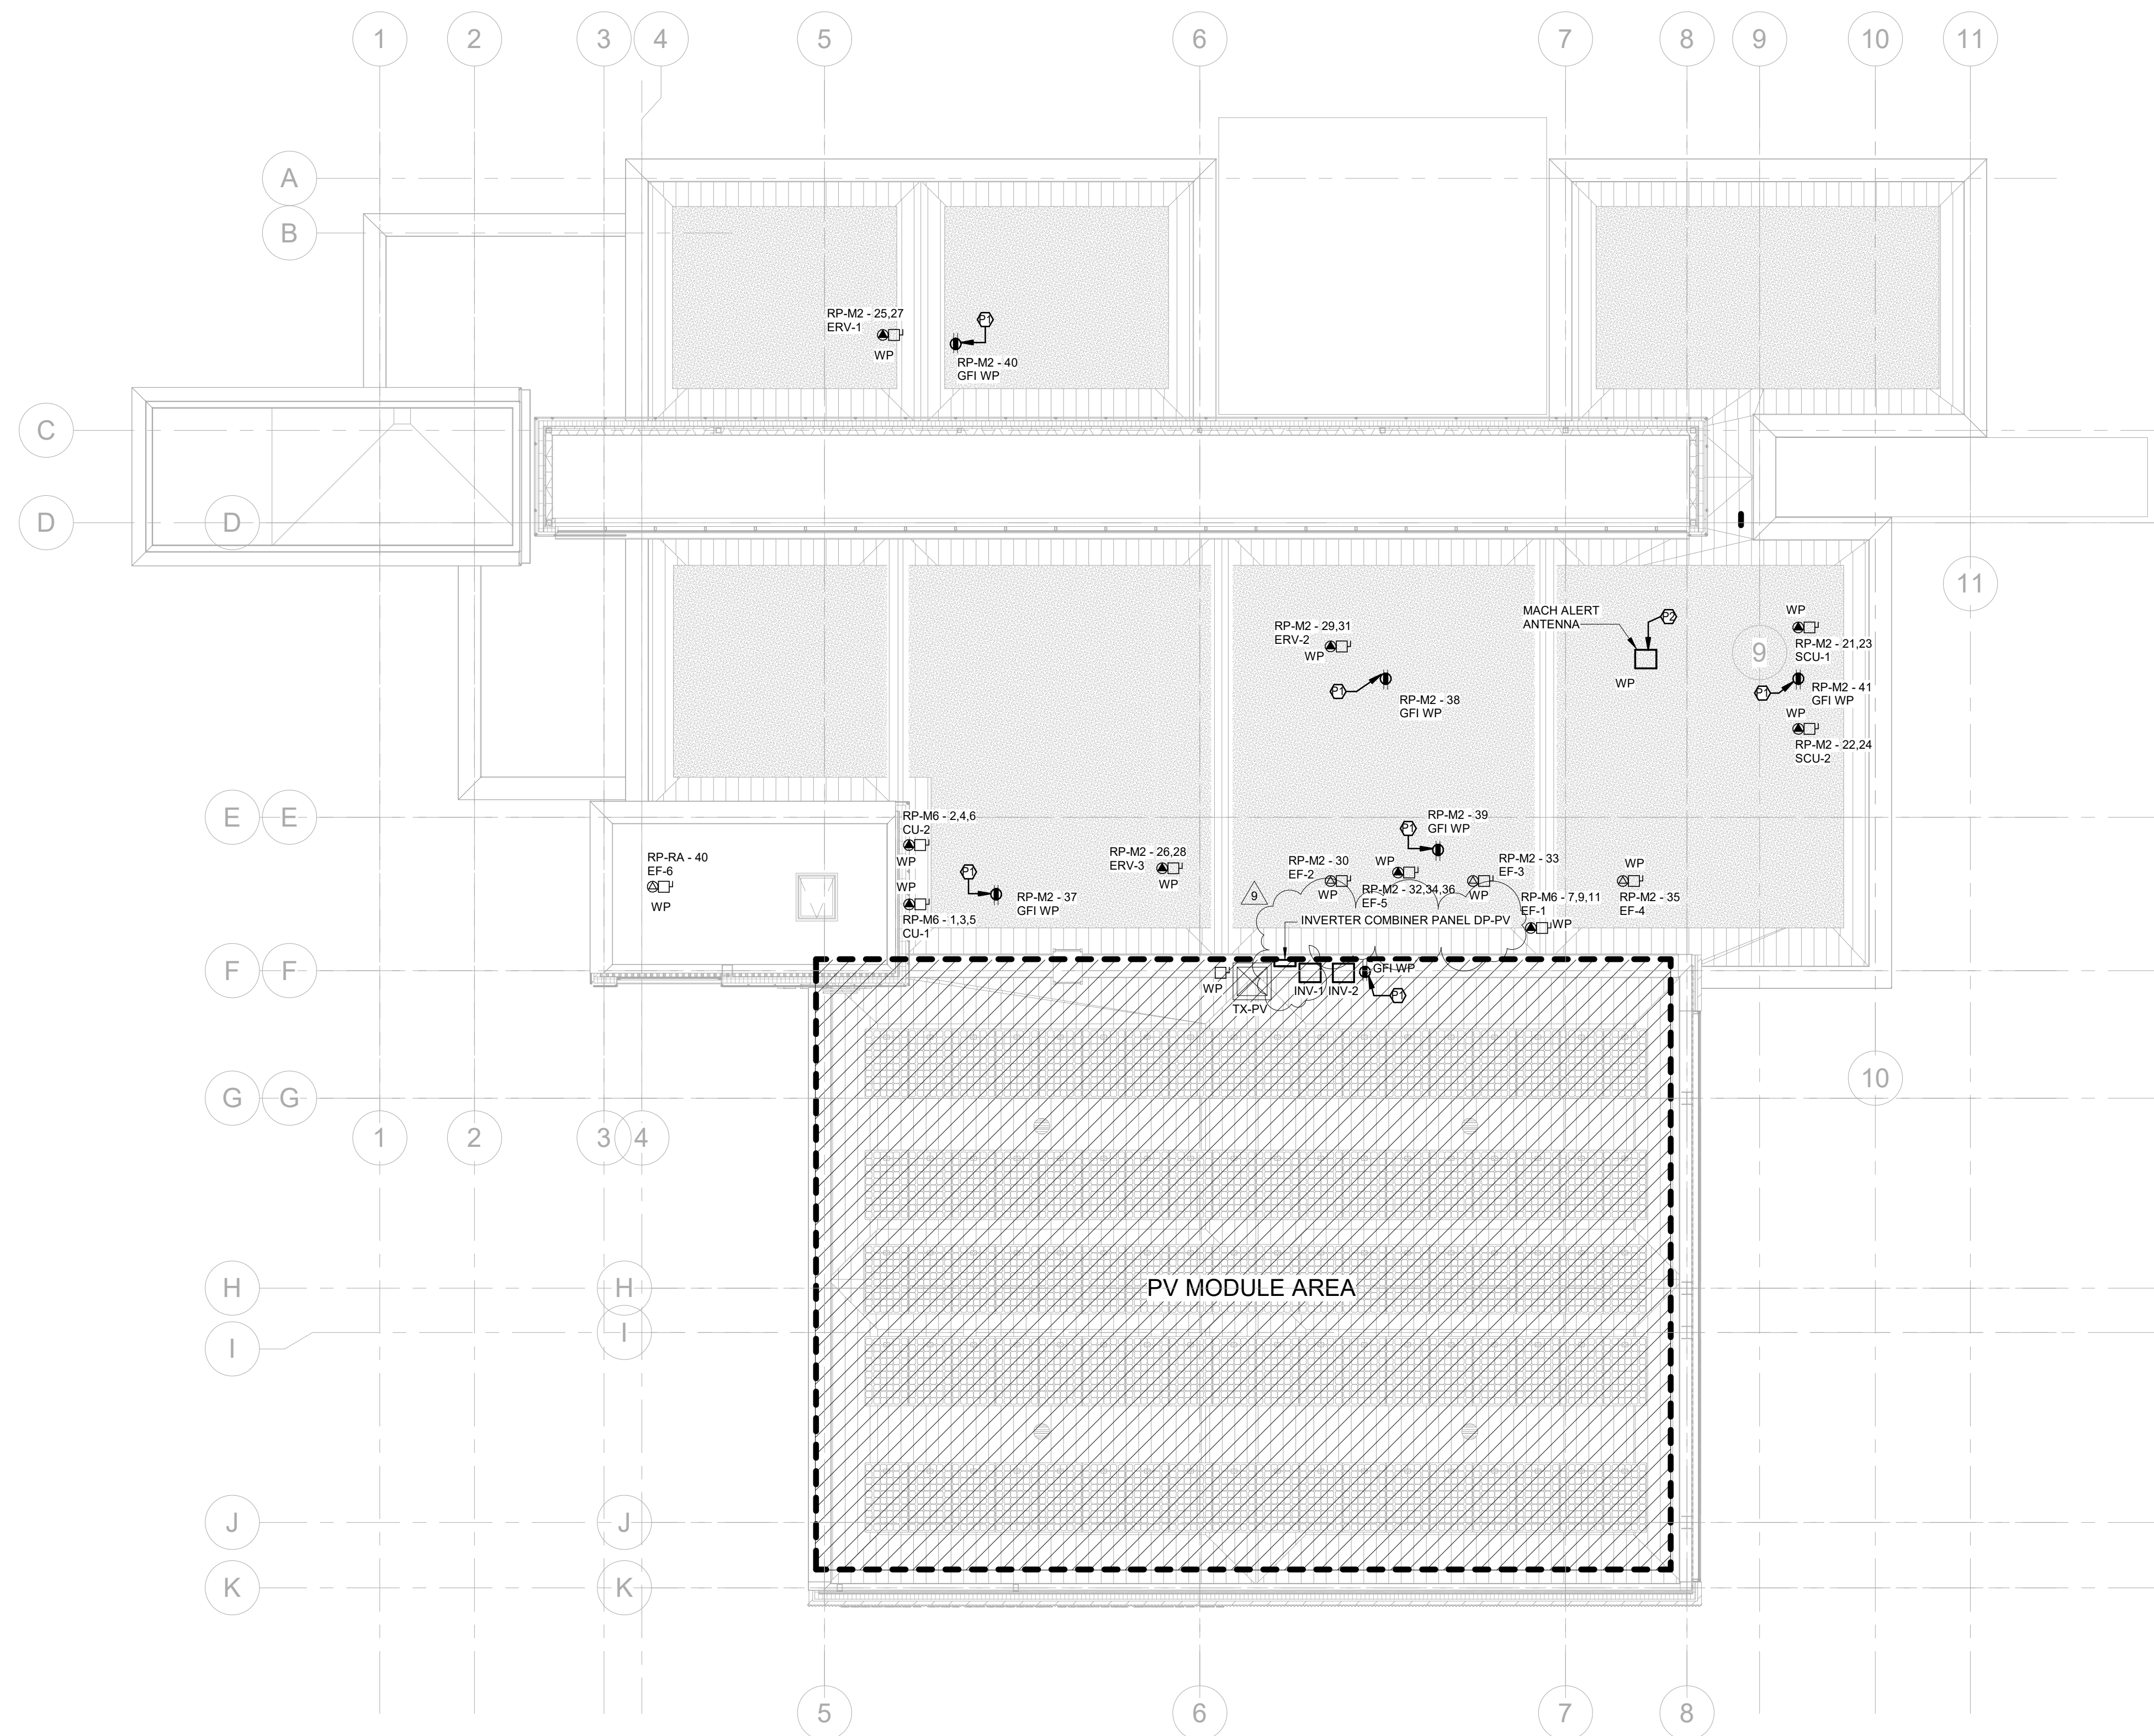 1 2 3 4 5 6 7 8 9 10 11
A
B
RP-M2 - 25,27
ERV-1
WP
P1
RP-M2 - 40
GFI WP
C
D D
11
MACH ALERT
ANTENNA
P2
WP
RP-M2 - 29,31
ERV-2
WP
P1
RP-M2 - 38
GFI WP
WP
RP-M2 - 21,23
SCU-1
9
P1
RP-M2 - 41
GFI WP
WP
RP-M2 - 22,24
SCU-2
E E
RP-M6 - 2,4,6
CU-2
WP
RP-RA - 40
EF-6
WP
WP
RP-M6 - 1,3,5
CU-1
P1
RP-M2 - 37
GFI WP
RP-M2 - 26,28
ERV-3
WP
RP-M2 - 39
GFI WP
P1
RP-M2 - 30
EF-2
WP
WP
RP-M2 - 32,34,36
EF-5
RP-M2 - 33
EF-3
WP
WP
RP-M2 - 35
EF-4
RP-M6 - 7,9,11
EF-1
WP
9
INVERTER COMBINER PANEL DP-PV
F F
WP
TX-PV
INV-1 INV-2
GFI WP
P1
G G
10
1 2 3 4
H H
PV MODULE AREA
I I
J J
K K
5 6 7 8